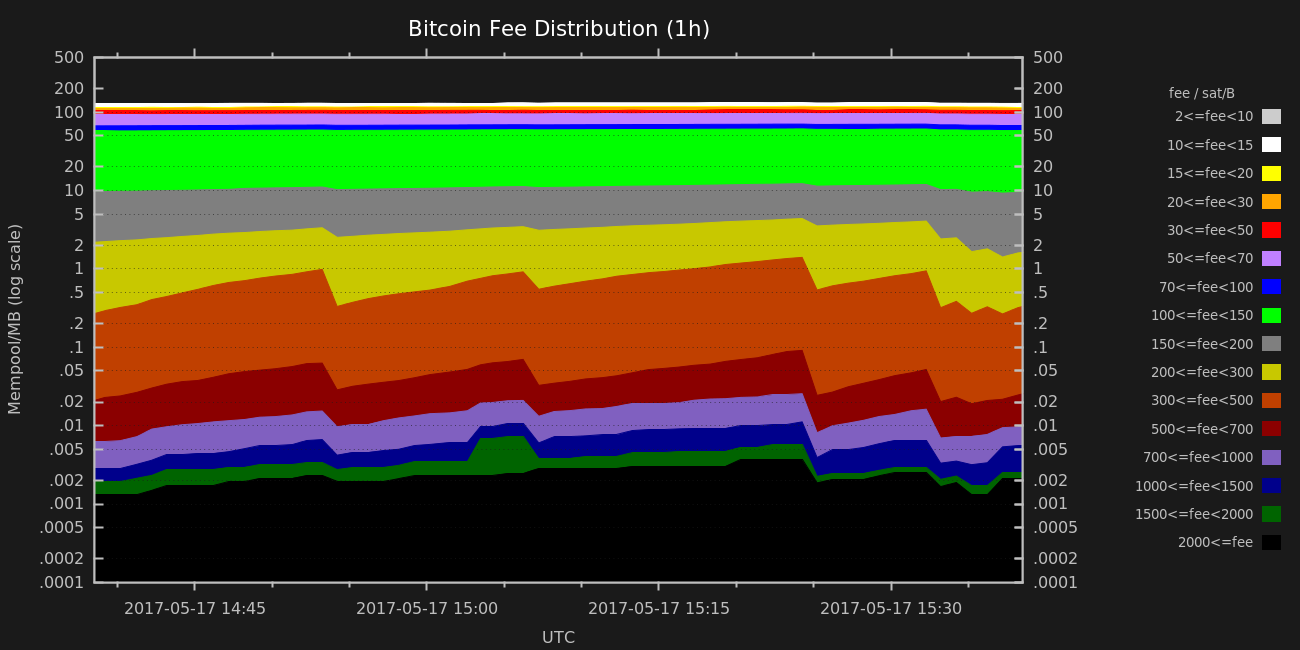 Bitcoin Fee Distribution (1h)
Mempool/MB (log scale)
500
200
100
50
20
10
5
2
1
.5
.2
.1
.05
.02
.01
.005
.002
.001
.0005
.0002
.0001
500
200
100
50
20
10
5
2
1
.5
.2
.1
.05
.02
.01
.005
.002
.001
.0005
.0002
.0001
2017-05-17 14:45
2017-05-17 15:00
2017-05-17 15:15
2017-05-17 15:30
UTC
fee / sat/B
2<=fee<10
10<=fee<15
15<=fee<20
20<=fee<30
30<=fee<50
50<=fee<70
70<=fee<100
100<=fee<150
150<=fee<200
200<=fee<300
300<=fee<500
500<=fee<700
700<=fee<1000
1000<=fee<1500
1500<=fee<2000
2000<=fee